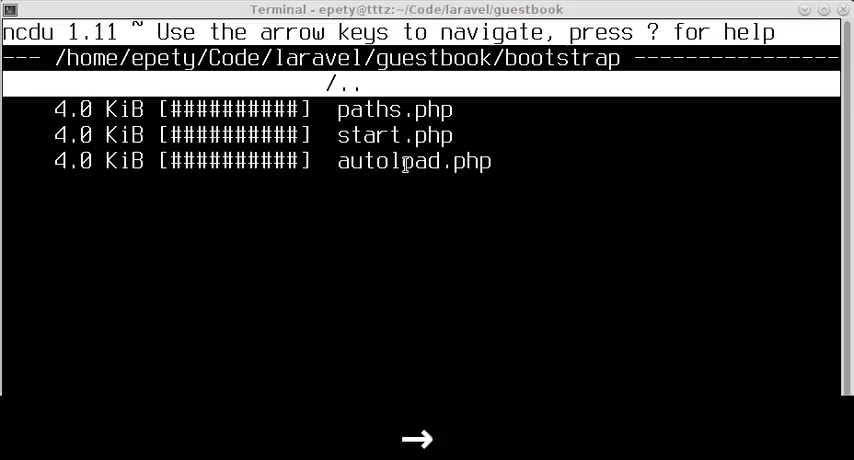 Terminal - epety@tttz:~/Code/laravel/guestbook
ncdu 1.11 ~ Use the arrow keys to navigate, press ? for help
--- /home/epety/Code/laravel/guestbook/bootstrap ----------------
/..
4.0 KiB [##########] paths.php
4.0 KiB [##########] start.php
4.0 KiB [##########] autoload.php
→